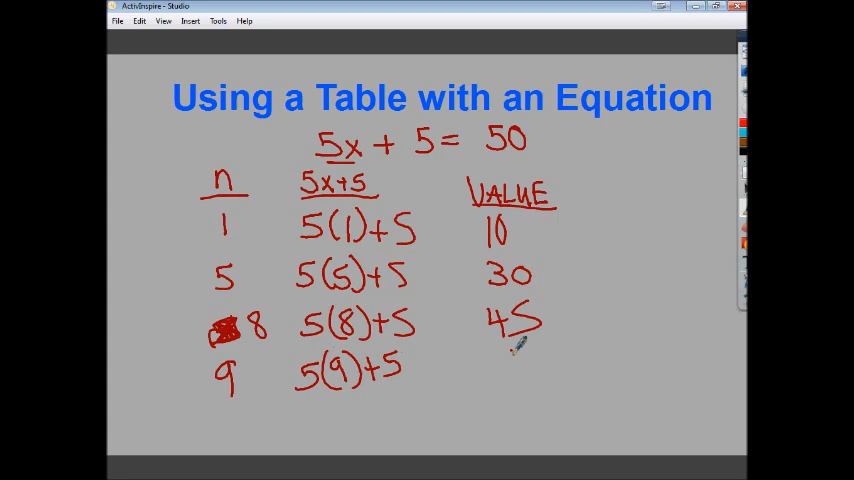 ActivInspire - Studio
File Edit View Insert Tools Help
Using a Table with an Equation
5x + 5 = 50
n 5x+5 VALUE
1 5(1)+5 10
5 5(5)+5 30
8 5(8)+5 45
9 5(9)+5